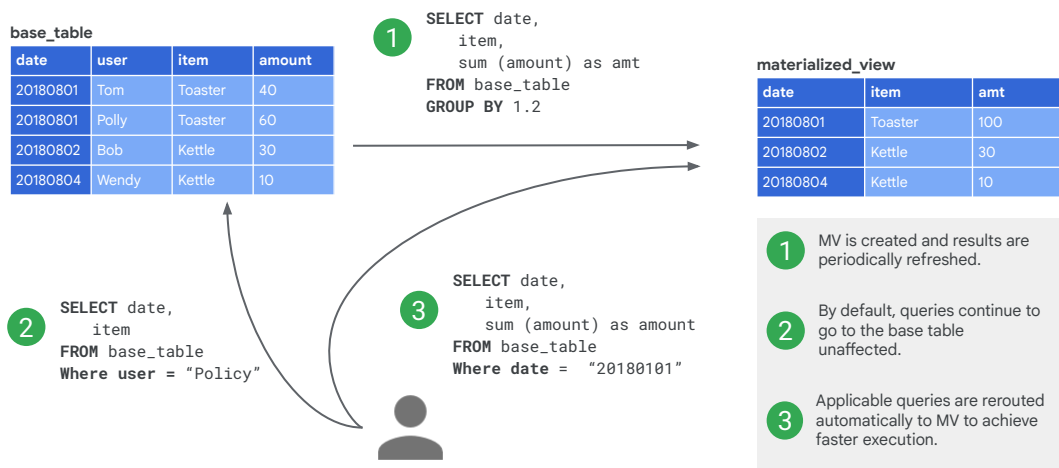 base_table
date user item amount
20180801 Tom Toaster 40
20180801 Polly Toaster 60
20180802 Bob Kettle 30
20180804 Wendy Kettle 10
1
SELECT date,
item,
sum (amount) as amt
FROM base_table
GROUP BY 1.2
materialized_view
date item amt
20180801 Toaster 100
20180802 Kettle 30
20180804 Kettle 10
2
SELECT date,
item
FROM base_table
Where user = “Policy”
3
SELECT date,
item,
sum (amount) as amount
FROM base_table
Where date = “20180101”
1
MV is created and results are
periodically refreshed.
2
By default, queries continue to
go to the base table
unaffected.
3
Applicable queries are rerouted
automatically to MV to achieve
faster execution.